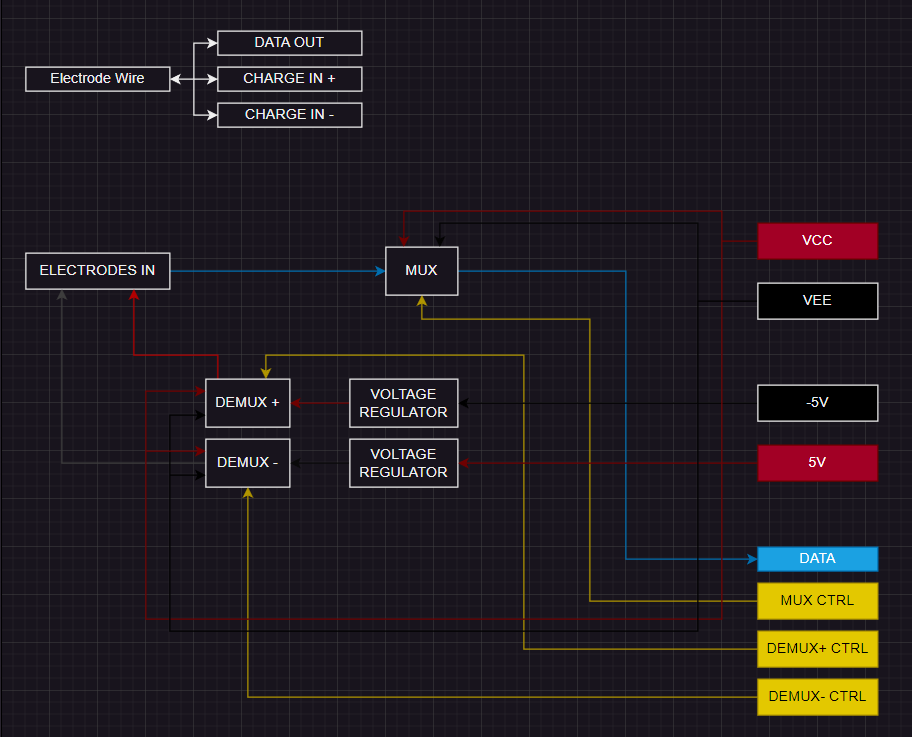 DATA OUT
Electrode Wire
CHARGE IN +
CHARGE IN -
VCC
ELECTRODES IN
MUX
VEE
DEMUX +
VOLTAGE
REGULATOR
-5V
DEMUX -
VOLTAGE
REGULATOR
5V
DATA
MUX CTRL
DEMUX+ CTRL
DEMUX- CTRL